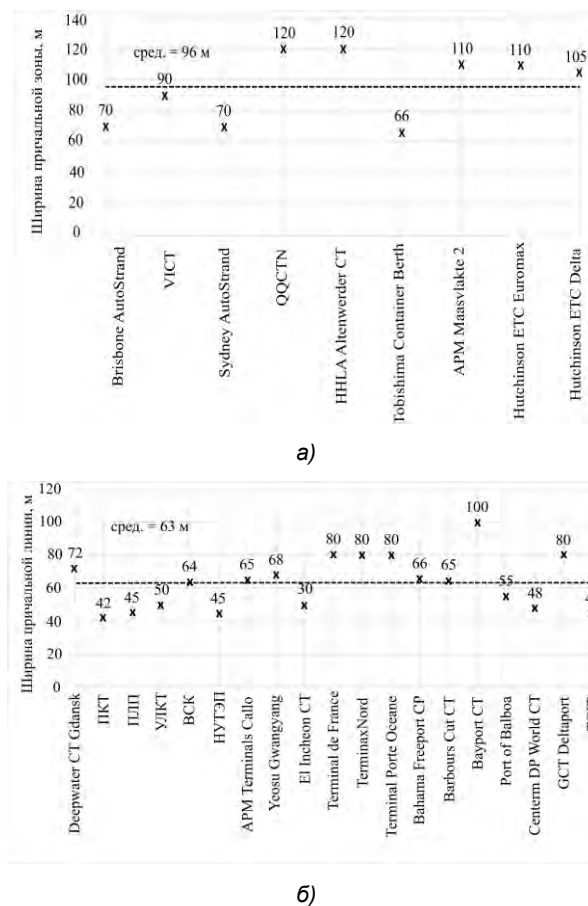 Ширина причальной зоны, м
140
120
100
80
60
40
20
0
сред. = 96 м
70
90
70
120
120
66
110
110
105
Brisbone AutoStrand
VICT
Sydney AutoStrand
QQCTN
HHLA Altenwerder CT
Tobishima Container Berth
APM Maasvlakte 2
Hutchinson ETC Euromax
Hutchinson ETC Delta
а)
Ширина причальной линии, м
120
100
80
60
40
20
0
сред. = 63 м
72
42
45
50
64
45
65
68
30
80
80
80
66
65
100
55
48
80
Deepwater CT Gdansk
ПКТ
ПЛП
УЛКТ
ВСК
НУТЭП
APM Terminals Callo
Yeosu Gwangyang
El Incheon CT
Terminal de France
TerminaxNord
Terminal Porte Oceane
Bahama Freeport CP
Barbours Cut CT
Bayport CT
Port of Balboa
Centerm DP World CT
GCT Deltaport
б)